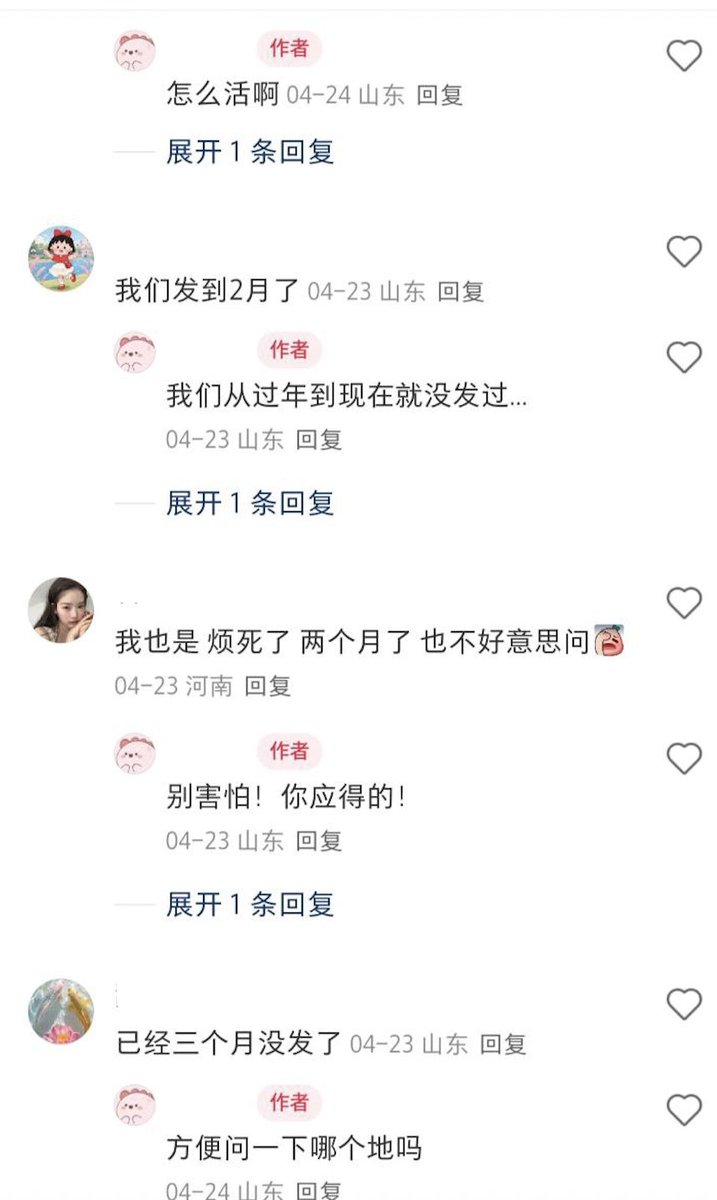 作者
怎么活啊 04-24 山东 回复
展开 1 条回复
我们发到2月了 04-23 山东 回复
作者
我们从过年到现在就没发过...
04-23 山东 回复
展开 1 条回复
我也是 烦死了 两个月了 也不好意思问
04-23 河南 回复
作者
别害怕！你应得的！
04-23 山东 回复
展开 1 条回复
已经三个月没发了 04-23 山东 回复
作者
方便问一下哪个地吗
04-24 山东 回复